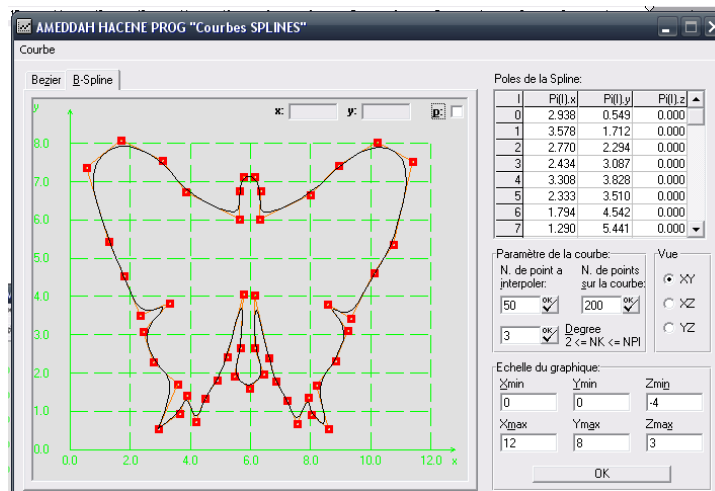 AMEDDAH HACENE PROG "Courbes SPLINES"
Courbe
Bezier B-Spline
x: y: p:
y
8.0
7.0
6.0
5.0
4.0
3.0
2.0
1.0
0.0
0.0 2.0 4.0 6.0 8.0 10.0 12.0 x
Poles de la Spline:
I Pi(I).x Pi(I).y Pi(I).z
0 2.938 0.549 0.000
1 3.578 1.712 0.000
2 2.770 2.294 0.000
3 2.434 3.087 0.000
4 3.308 3.828 0.000
5 2.333 3.510 0.000
6 1.794 4.542 0.000
7 1.290 5.441 0.000
Paramètre de la courbe:
N. de point a interpoler:
50 OK
N. de points sur la courbe:
200 OK
3 OK Degree
2 <= NK <= NPI
Vue
XY
XZ
YZ
Echelle du graphique:
Xmin Ymin Zmin
0 0 -4
Xmax Ymax Zmax
12 8 3
OK